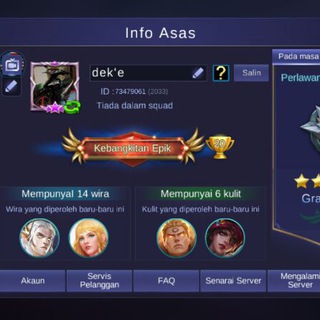 Info Asas
Pada masa
dek'e
?
Salin
Perlawan
ID :73479061 (2033)
Tiada dalam squad
Kebangkitan Epik
20
Gra
Mempunyai 14 wira
Mempunyai 6 kulit
Wira yang diperoleh baru-baru ini
Kulit yang diperoleh baru-baru ini
Akaun
Servis
Pelanggan
FAQ
Senarai Server
Mengalami
Server